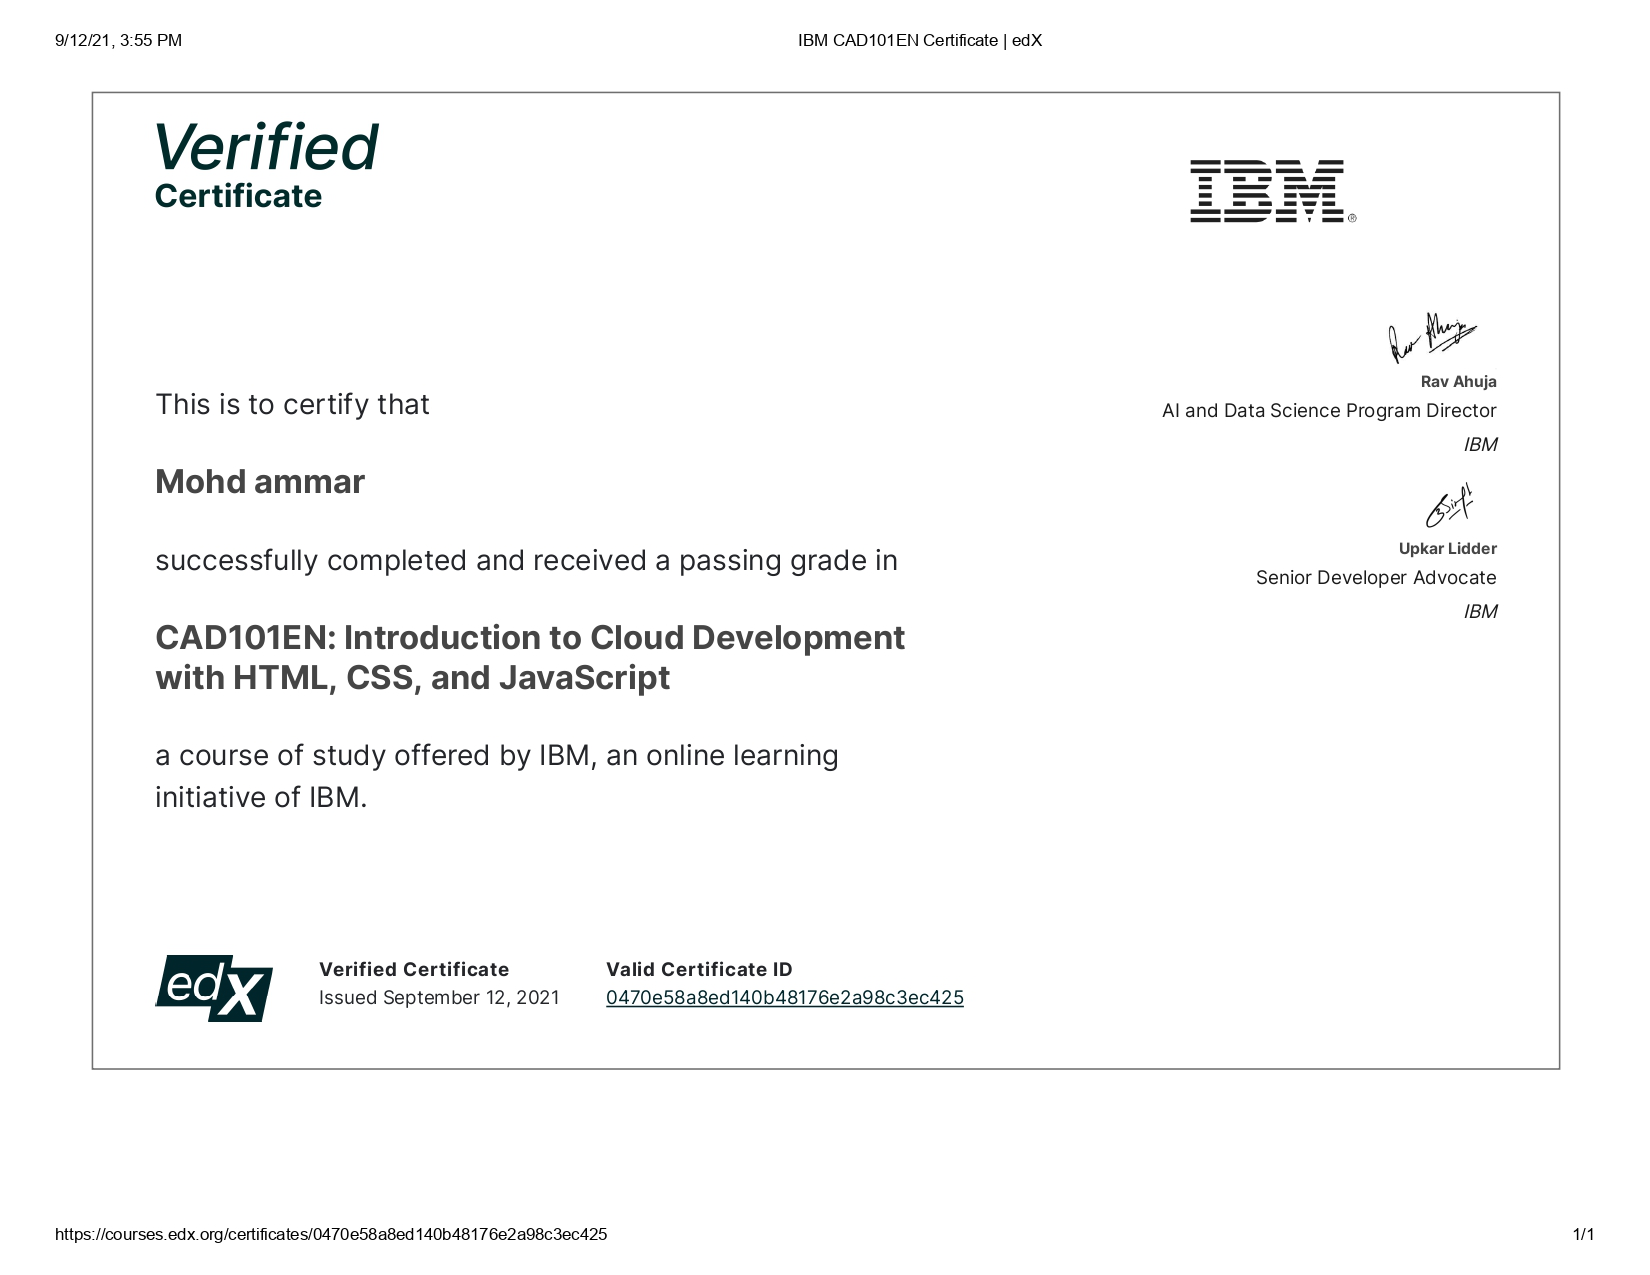 9/12/21, 3:55 PM
IBM CAD101EN Certificate | edX
Verified
Certificate
IBM®
This is to certify that
Mohd ammar
successfully completed and received a passing grade in
CAD101EN: Introduction to Cloud Development
with HTML, CSS, and JavaScript
a course of study offered by IBM, an online learning
initiative of IBM.
Rav Ahuja
Rav Ahuja
AI and Data Science Program Director
IBM
Upkar Lidder
Senior Developer Advocate
IBM
edX
Verified Certificate
Issued September 12, 2021
Valid Certificate ID
0470e58a8ed140b48176e2a98c3ec425
https://courses.edx.org/certificates/0470e58a8ed140b48176e2a98c3ec425
1/1